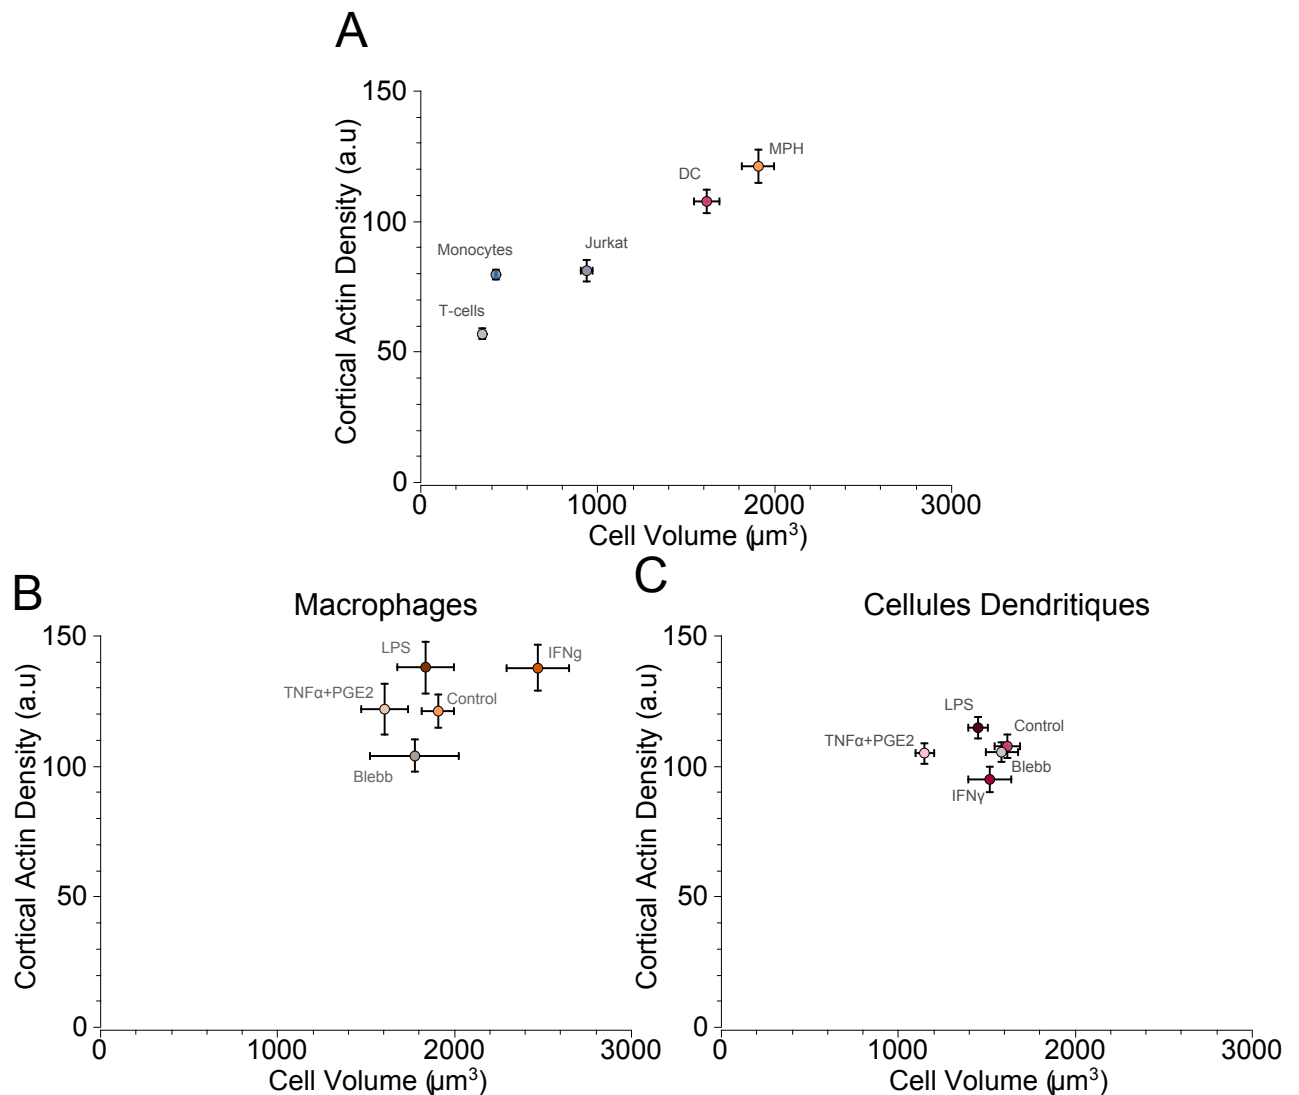 A
150
100
50
0
Cortical Actin Density (a.u)
MPH
DC
Jurkat
Monocytes
T-cells
0 1000 2000 3000
Cell Volume (µm³)
B
Macrophages
150
100
50
0
Cortical Actin Density (a.u)
LPS
IFNg
TNFα+PGE2
Control
Blebb
0 1000 2000 3000
Cell Volume (µm³)
C
Cellules Dendritiques
150
100
50
0
Cortical Actin Density (a.u)
LPS
Control
TNFα+PGE2
Blebb
IFNγ
0 1000 2000 3000
Cell Volume (µm³)